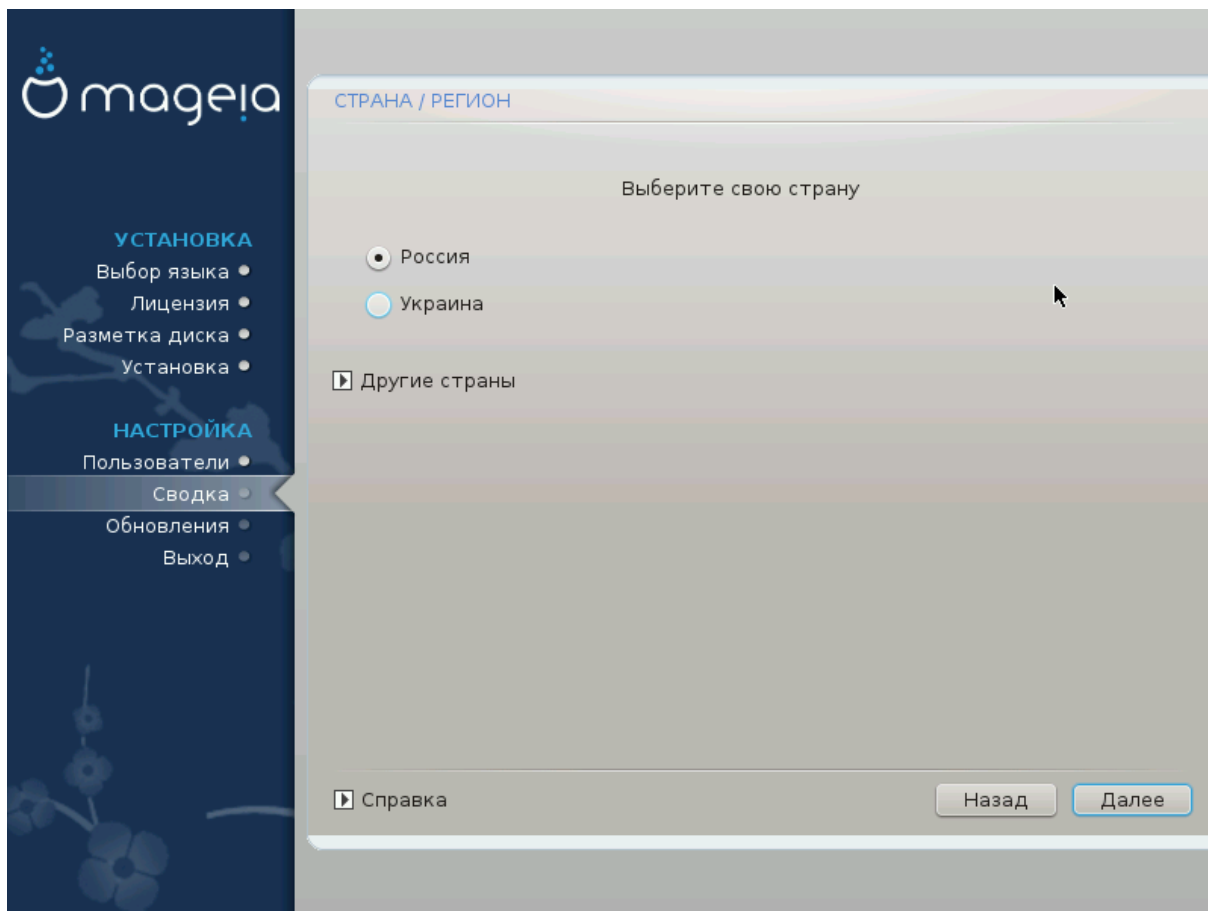 mageia
УСТАНОВКА
Выбор языка
Лицензия
Разметка диска
Установка
НАСТРОЙКА
Пользователи
Сводка
Обновления
Выход
СТРАНА / РЕГИОН
Выберите свою страну
Россия
Украина
Другие страны
Справка
Назад
Далее